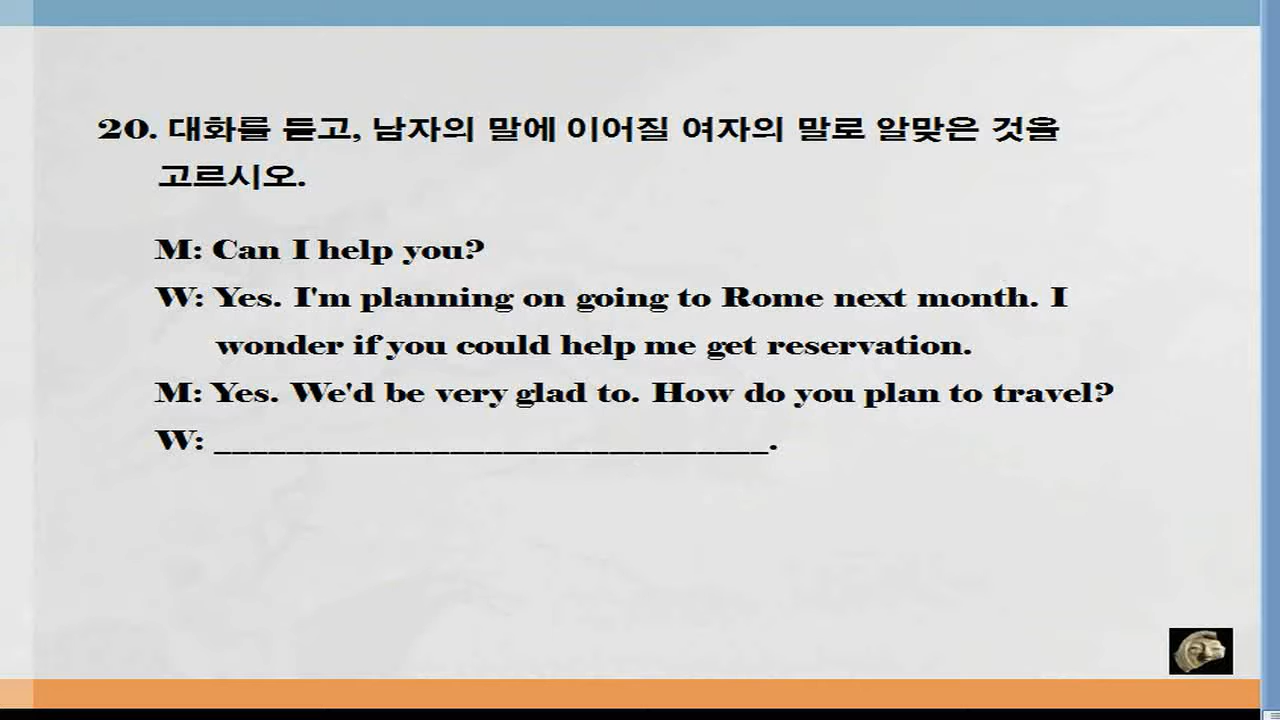 20. 대화를 듣고, 남자의 말에 이어질 여자의 말로 알맞은 것을
고르시오.
M: Can I help you?
W: Yes. I'm planning on going to Rome next month. I
wonder if you could help me get reservation.
M: Yes. We'd be very glad to. How do you plan to travel?
W: _______________________________.